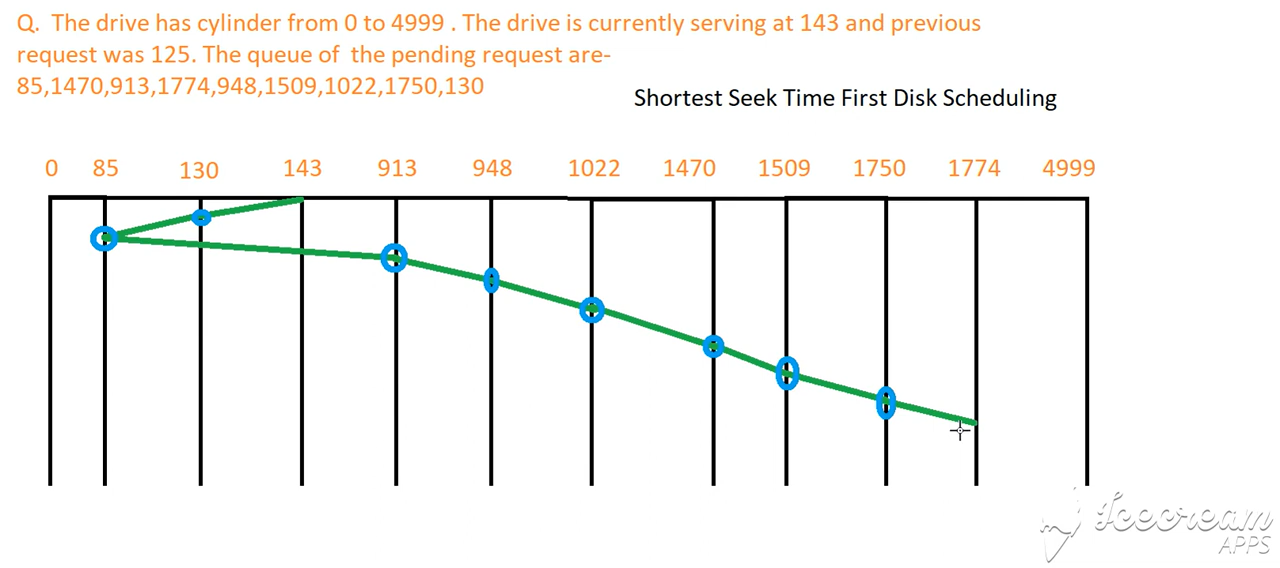 Q. The drive has cylinder from 0 to 4999 . The drive is currently serving at 143 and previous
request was 125. The queue of the pending request are-
85,1470,913,1774,948,1509,1022,1750,130
Shortest Seek Time First Disk Scheduling
0 85 130 143 913 948 1022 1470 1509 1750 1774 4999
Icecream
APPS